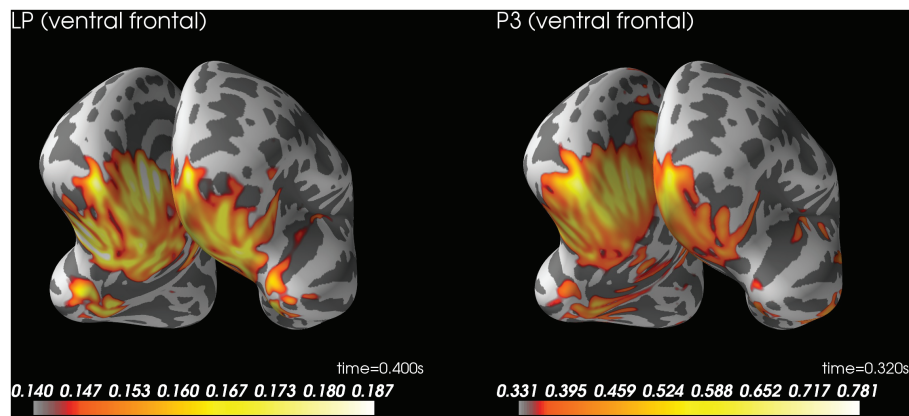 LP (ventral frontal)
time=0.400s
0.140 0.147 0.153 0.160 0.167 0.173 0.180 0.187
P3 (ventral frontal)
time=0.320s
0.331 0.395 0.459 0.524 0.588 0.652 0.717 0.781